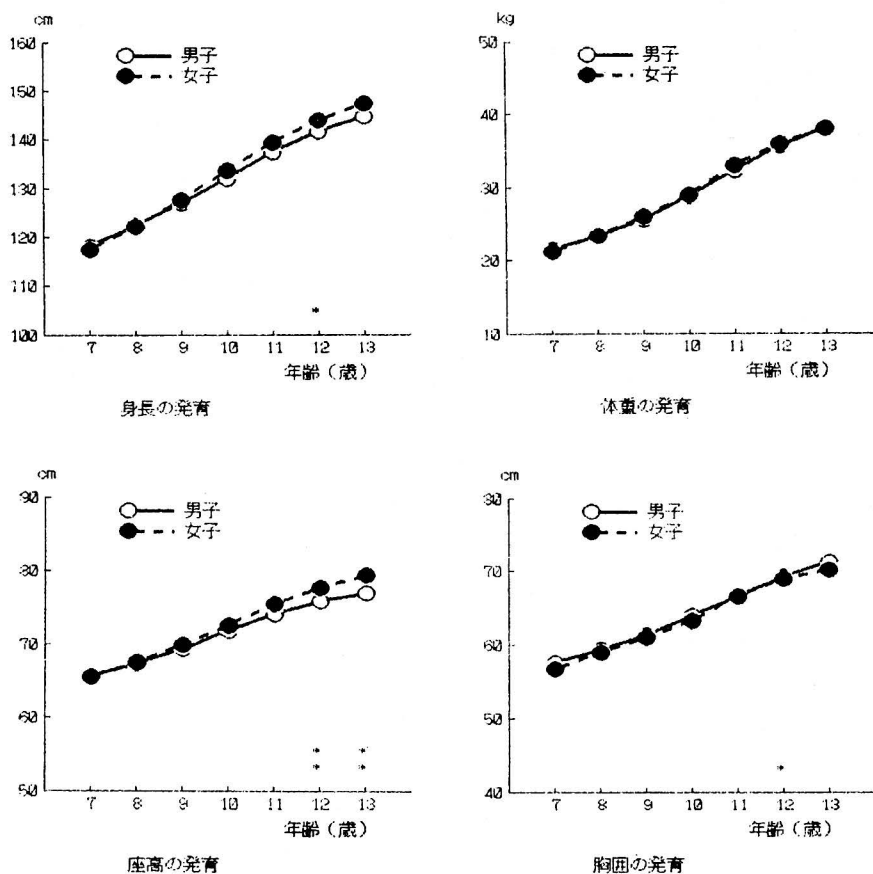 cm
160
150
140
130
120
110
100
男子
女子
*
7 8 9 10 11 12 13
年齢（歳）
身長の発育
kg
50
40
30
20
10
男子
女子
7 8 9 10 11 12 13
年齢（歳）
体重の発育
cm
90
80
70
60
50
男子
女子
* *
* *
7 8 9 10 11 12 13
年齢（歳）
座高の発育
cm
80
70
60
50
40
男子
女子
*
7 8 9 10 11 12 13
年齢（歳）
胸囲の発育